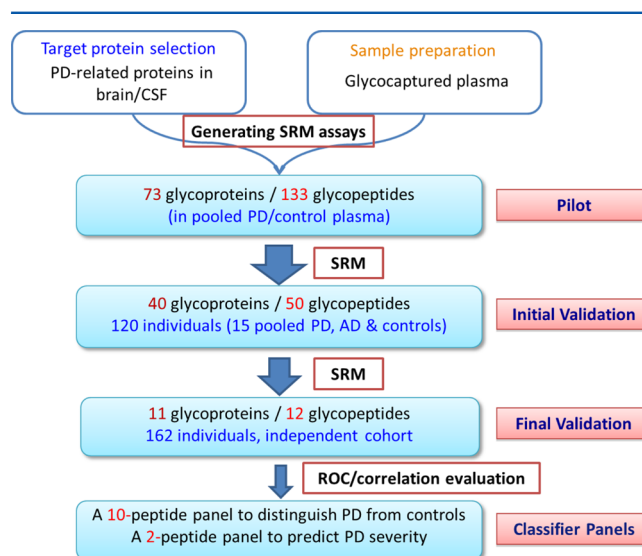 Target protein selection
PD-related proteins in
brain/CSF
Sample preparation
Glycocaptured plasma
Generating SRM assays
73 glycoproteins / 133 glycopeptides
(in pooled PD/control plasma)
Pilot
SRM
40 glycoproteins / 50 glycopeptides
120 individuals (15 pooled PD, AD & controls)
Initial Validation
SRM
11 glycoproteins / 12 glycopeptides
162 individuals, independent cohort
Final Validation
ROC/correlation evaluation
A 10-peptide panel to distinguish PD from controls
A 2-peptide panel to predict PD severity
Classifier Panels